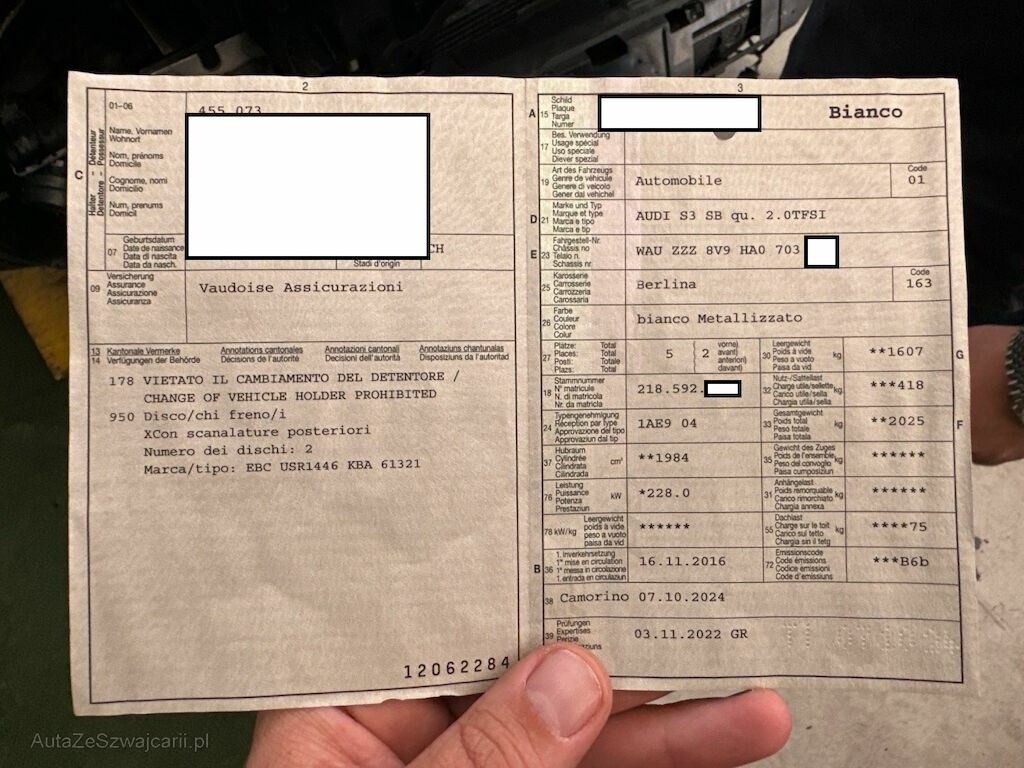 2
01–06
455 073
C
Halter - Détenteur
Detentore - Possessur
Name, Vornamen
Wohnort
Nom, prénoms
Domicile
Cognome, nomi
Domicilio
Num, prenums
Domicil
07
Geburtsdatum
Date de naissance
Data di nascita
Data da nasch.
Stadi d'origin
CH
09
Versicherung
Assurance
Assicurazione
Assicuranza
Vaudoise Assicurazioni
13 Kantonale Vermerke Annotations cantonales Annotazioni cantonali Annotaziuns chantunalas
14 Verfügungen der Behörde Décisions de l'autorité Decisioni dell'autorità Disposiziuns da l'autoritad
178 VIETATO IL CAMBIAMENTO DEL DETENTORE /
CHANGE OF VEHICLE HOLDER PROHIBITED
950 Disco/chi freno/i
XCon scanalature posteriori
Numero dei dischi: 2
Marca/tipo: EBC USR1446 KBA 61321
12062284
3
A 15
Schild
Plaque
Targa
Numer
Bianco
17
Bes. Verwendung
Usage spécial
Uso speciale
Diever spezial
19
Art des Fahrzeugs
Genre de véhicule
Genere di veicolo
Gener dal vehichel
Automobile
Code
01
D 21
Marke und Typ
Marque et type
Marca e tipo
Marca e tip
AUDI S3 SB qu. 2.0TFSI
E 23
Fahrgestell-Nr.
Châssis no
Telaio n.
Schassis nr.
WAU ZZZ 8V9 HA0 703
25
Karosserie
Carrosserie
Carrozzeria
Carossaria
Berlina
Code
163
26
Farbe
Couleur
Colore
Colur
bianco Metallizzato
27
Plätze: Total
Places: Total
Posti: Totale
Plazs: Total
5
( 2
vorne)
avant)
anteriori)
davant)
30
Leergewicht
Poids à vide
Peso a vuoto
Paisa da vid
kg
**1607
G
18
Stammnummer
N° matricule
N. di matricola
Nr. da matricla
218.592.
32
Nutz-/Sattellast
Charge utile/sellette
Carico utile/sella
Chargia utila/sella
kg
***418
24
Typengenehmigung
Réception par type
Approvazione del tipo
Approvaziun dal tip
1AE9 04
33
Gesamtgewicht
Poids total
Peso totale
Paisa totala
kg
**2025
F
37
Hubraum
Cylindrée
Cilindrata
Cilindrada
cm³
**1984
35
Gewicht des Zuges
Poids de l'ensemble
Peso del convoglio
Paisa cumposiziun
kg
******
76
Leistung
Puissance
Potenza
Prestaziun
kW
*228.0
31
Anhängelast
Poids remorquable
Carico rimorchiato
Chargia annexa
kg
******
78 kW/kg
Leergewicht
poids à vide
peso a vuoto
paisa da vid
******
55
Dachlast
Charge sur le toit
Carico sul tetto
Chargia sin il tetg
kg
****75
B 36
1. Inverkehrsetzung
1re mise en circulation
1a messa in circolazione
1. entrada en circulaziun
16.11.2016
72
Emissionscode
Code émissions
Codice emissioni
Code d'emissiuns
***B6b
38
Camorino 07.10.2024
39
Prüfungen
Expertises
Perizie
03.11.2022 GR
AutaZeSzwajcarii.pl